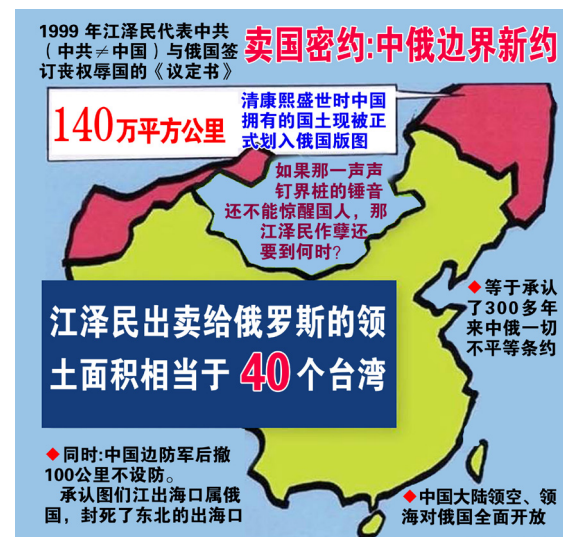 1999 年江泽民代表中共
（中共≠中国）与俄国签
订丧权辱国的《议定书》
卖国密约:中俄边界新约
140万平方公里
清康熙盛世时中国
拥有的国土现被正
式划入俄国版图
如果那一声声
钉界桩的锤音
还不能惊醒国人，那
江泽民作孽还
要到何时?
◆等于承认
了300多年
来中俄一切
不平等条约
江泽民出卖给俄罗斯的领
土面积相当于 40 个台湾
◆同时:中国边防军后撤
100公里不设防。
承认图们江出海口属俄
国，封死了东北的出海口
◆中国大陆领空、领
海对俄国全面开放